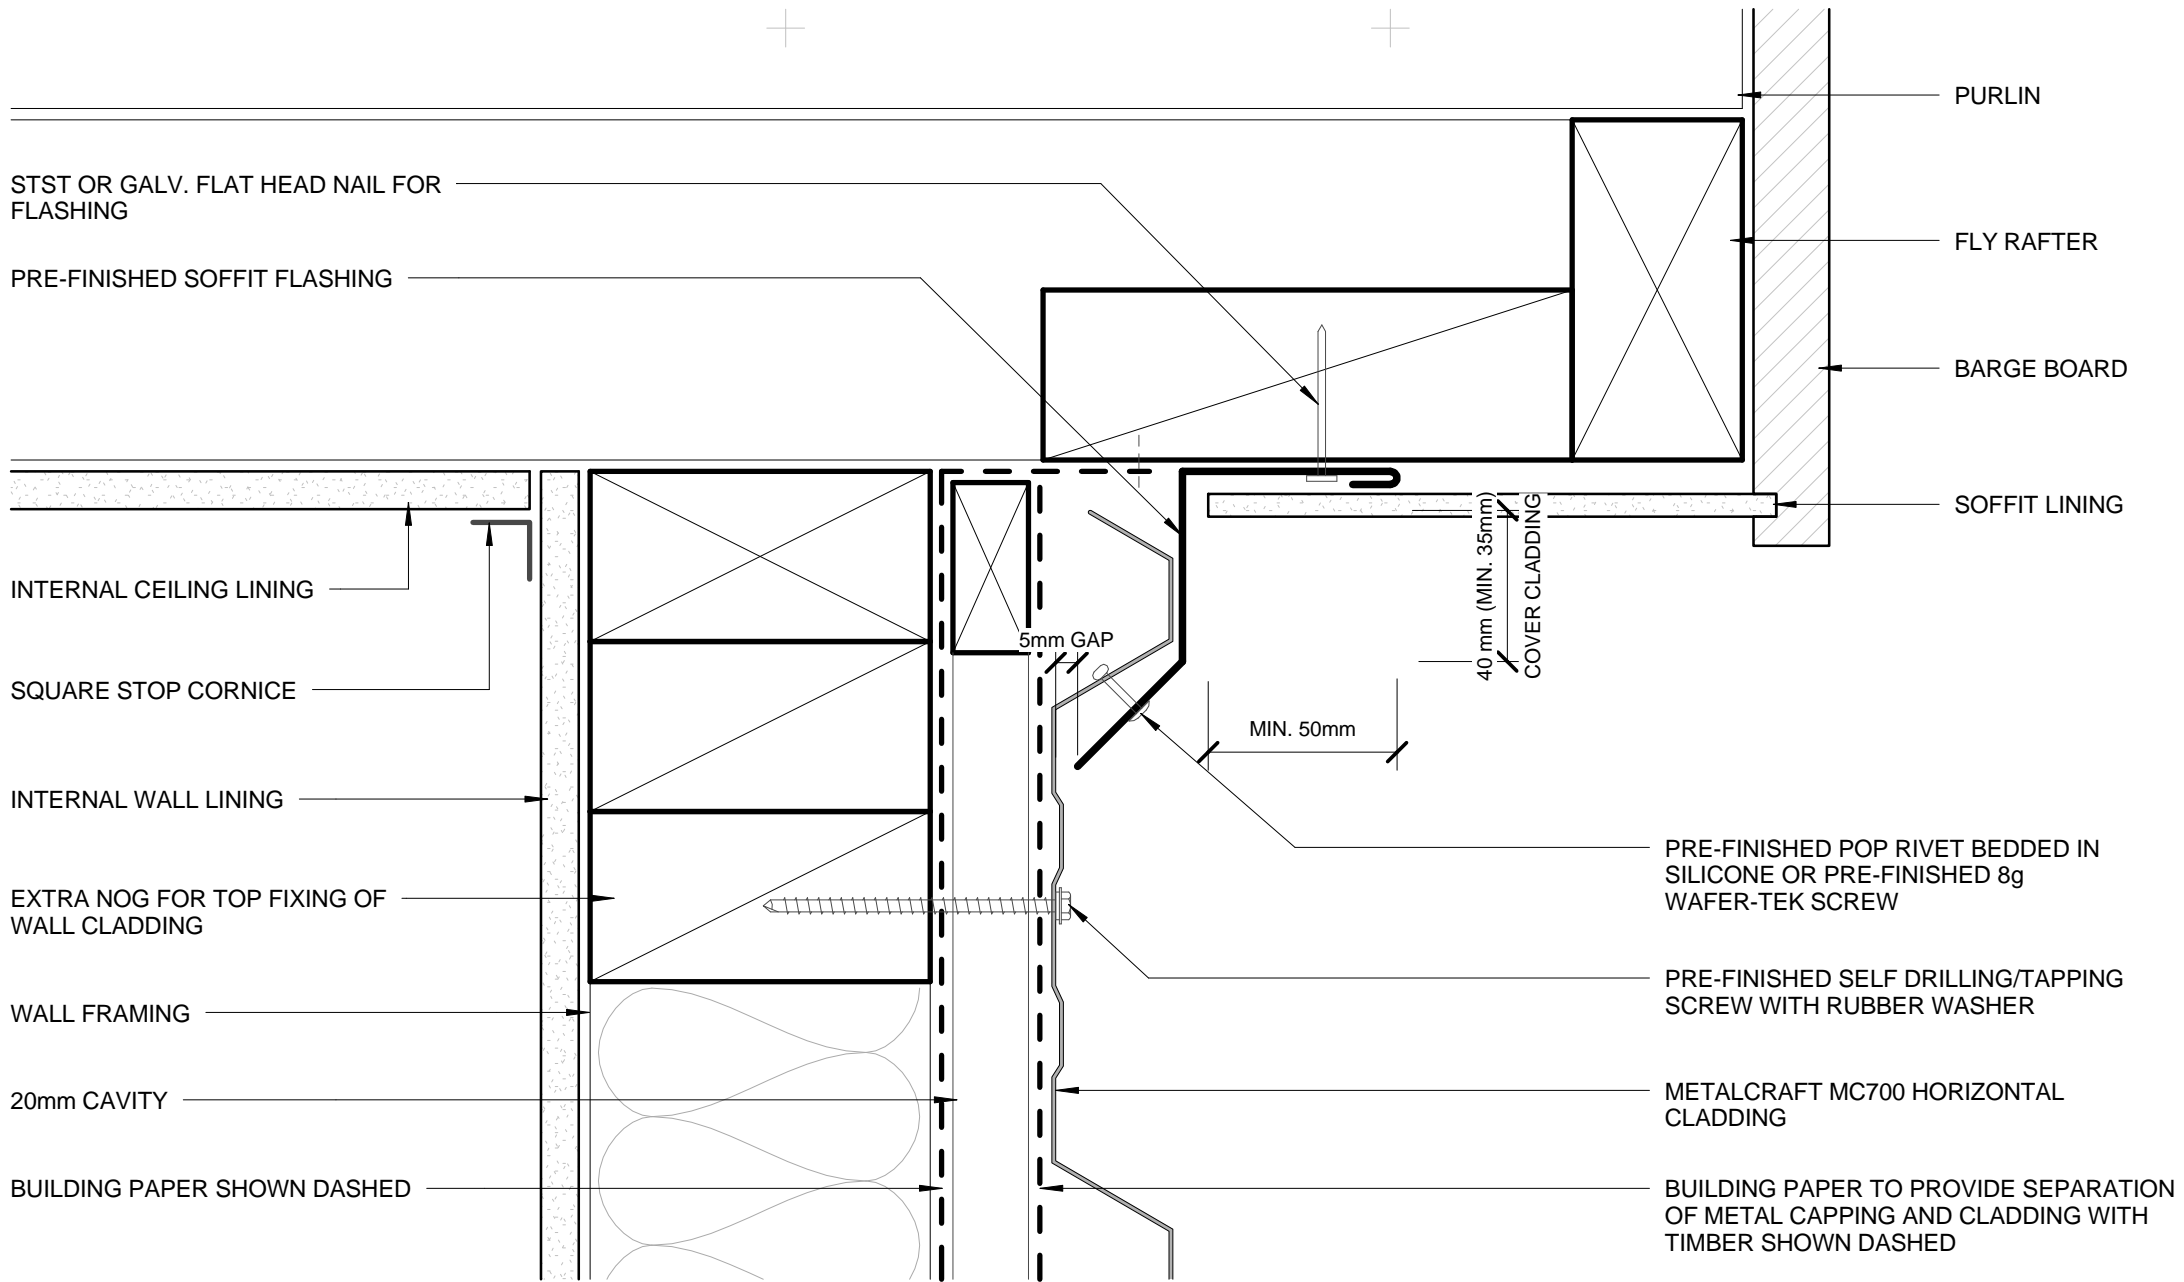 STST OR GALV. FLAT HEAD NAIL FOR
FLASHING
PRE-FINISHED SOFFIT FLASHING
INTERNAL CEILING LINING
SQUARE STOP CORNICE
INTERNAL WALL LINING
EXTRA NOG FOR TOP FIXING OF
WALL CLADDING
WALL FRAMING
20mm CAVITY
BUILDING PAPER SHOWN DASHED
5mm GAP
MIN. 50mm
40 mm (MIN. 35mm)
COVER CLADDING
PURLIN
FLY RAFTER
BARGE BOARD
SOFFIT LINING
PRE-FINISHED POP RIVET BEDDED IN
SILICONE OR PRE-FINISHED 8g
WAFER-TEK SCREW
PRE-FINISHED SELF DRILLING/TAPPING
SCREW WITH RUBBER WASHER
METALCRAFT MC700 HORIZONTAL
CLADDING
BUILDING PAPER TO PROVIDE SEPARATION
OF METAL CAPPING AND CLADDING WITH
TIMBER SHOWN DASHED